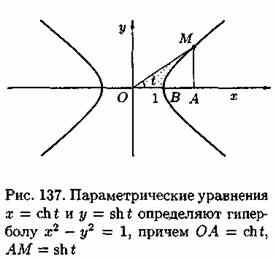 y
M
t
O 1 B A x
Рис. 137. Параметрические уравнения
x = ch t и y = sh t определяют гипер-
болу x² − y² = 1, причем OA = ch t,
AM = sh t